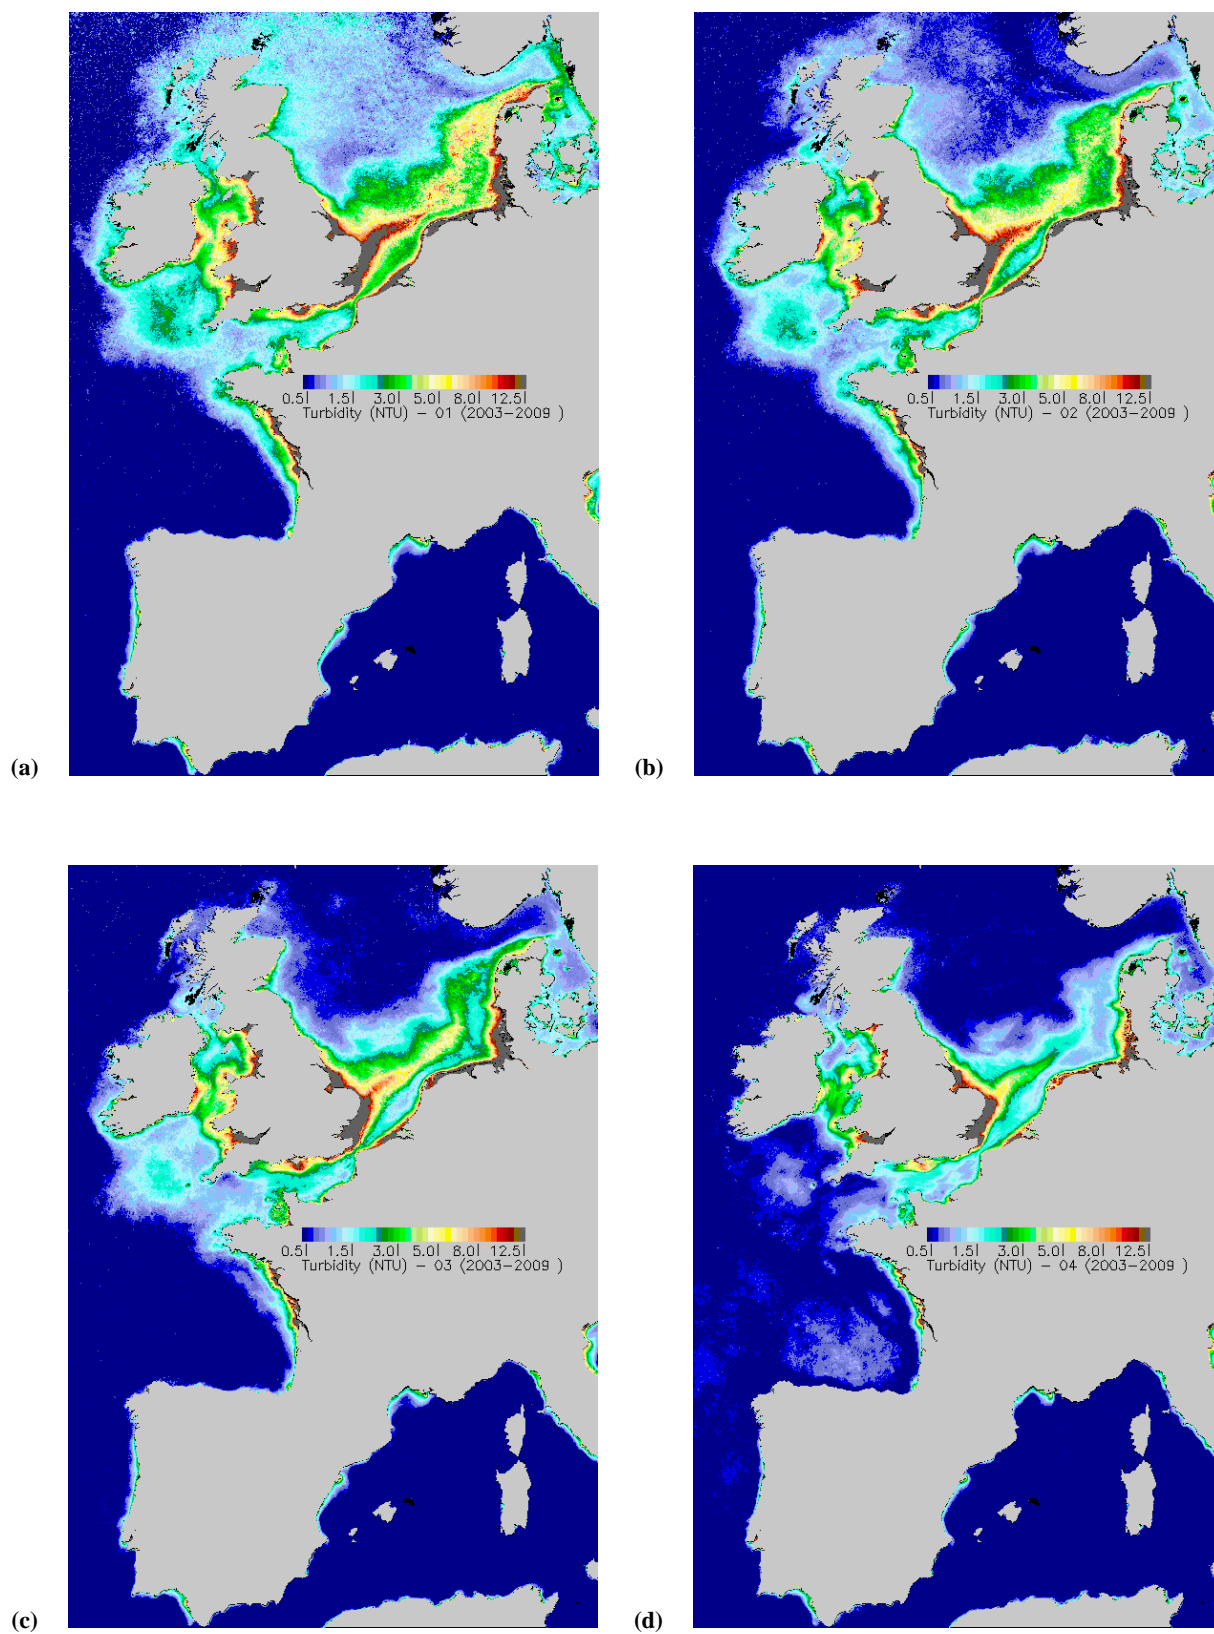 0.5| 1.5| 3.0| 5.0| 8.0| 12.5|
Turbidity (NTU) - 01 (2003-2009 )
(a)
0.5| 1.5| 3.0| 5.0| 8.0| 12.5|
Turbidity (NTU) - 02 (2003-2009 )
(b)
0.5| 1.5| 3.0| 5.0| 8.0| 12.5|
Turbidity (NTU) - 03 (2003-2009 )
(c)
0.5| 1.5| 3.0| 5.0| 8.0| 12.5|
Turbidity (NTU) - 04 (2003-2009 )
(d)